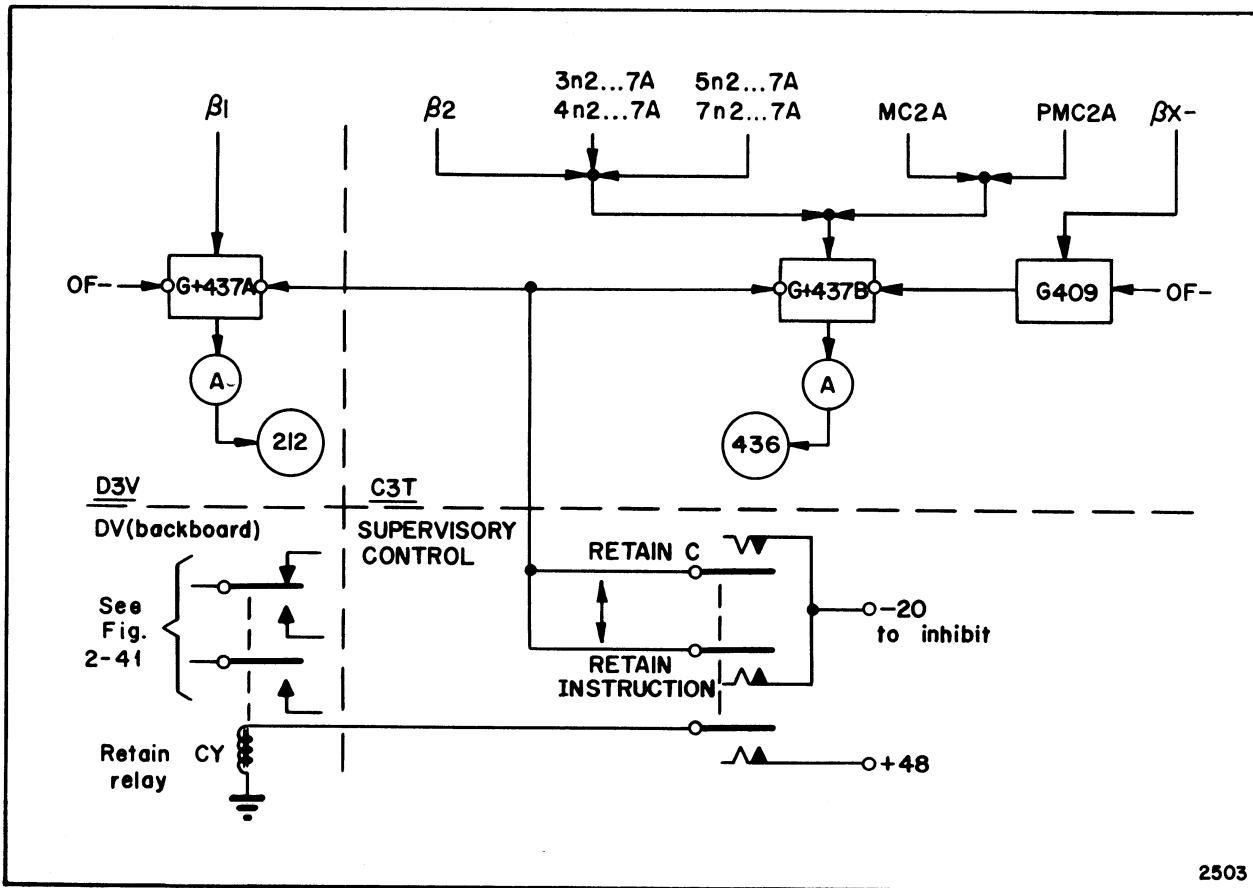 β1
β2
3n2...7A
4n2...7A
5n2...7A
7n2...7A
MC2A
PMC2A
βX-
OF-
G+437A
G+437B
G409
OF-
A
A
212
436
D3V
C3T
DV(backboard)
SUPERVISORY
CONTROL
RETAIN C
See
Fig.
2-41
-20
to inhibit
RETAIN
INSTRUCTION
Retain
relay
CY
+48
2503